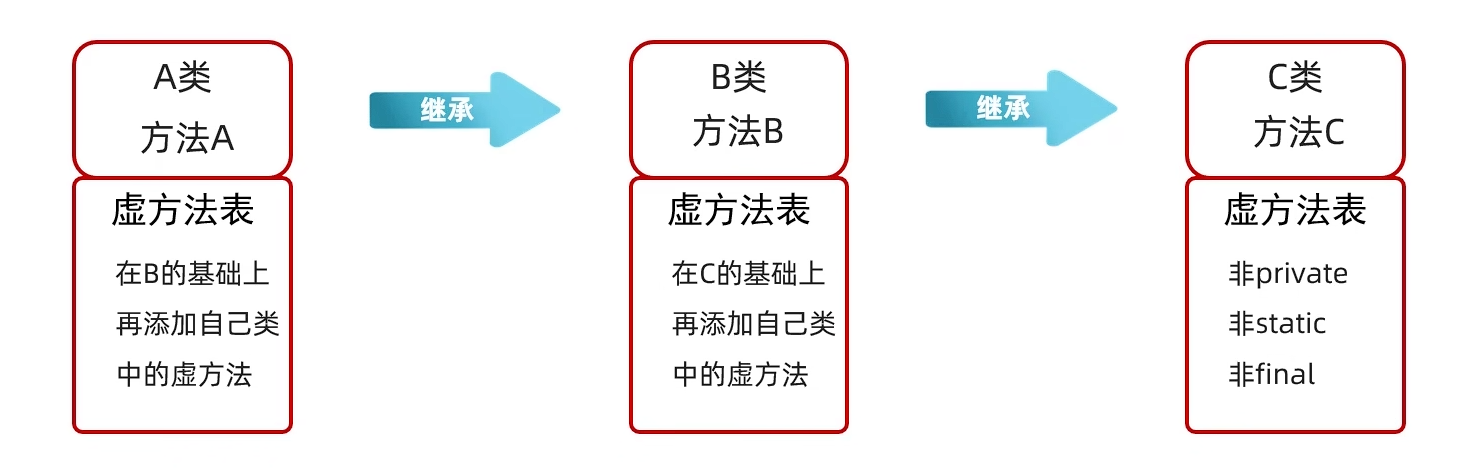 A类
方法A
虚方法表
在B的基础上
再添加自己类
中的虚方法
继承
B类
方法B
虚方法表
在C的基础上
再添加自己类
中的虚方法
继承
C类
方法C
虚方法表
非private
非static
非final